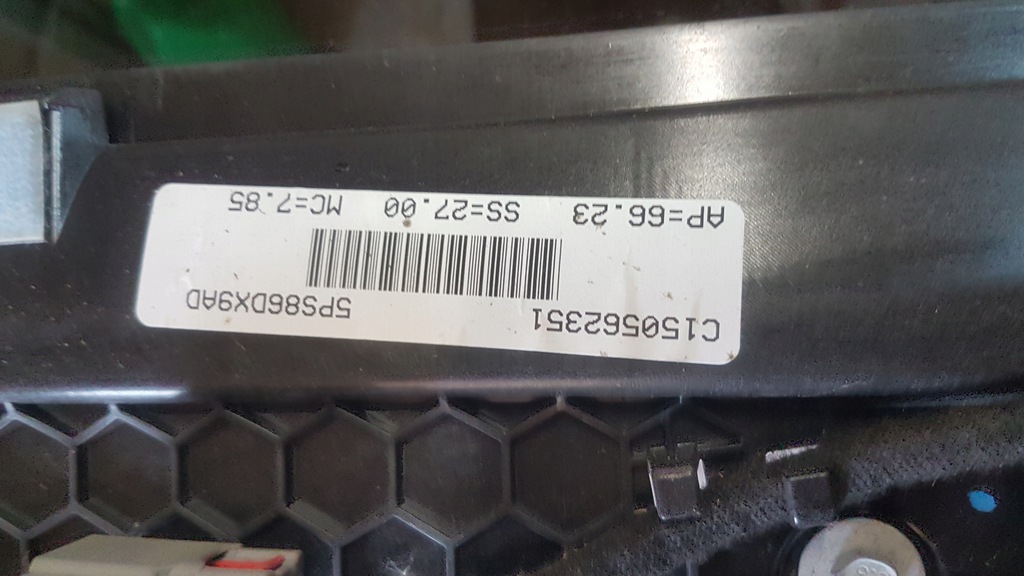 C150562351 5PS86DX9AD
AP=66.23 SS=27.00 MC=7.85